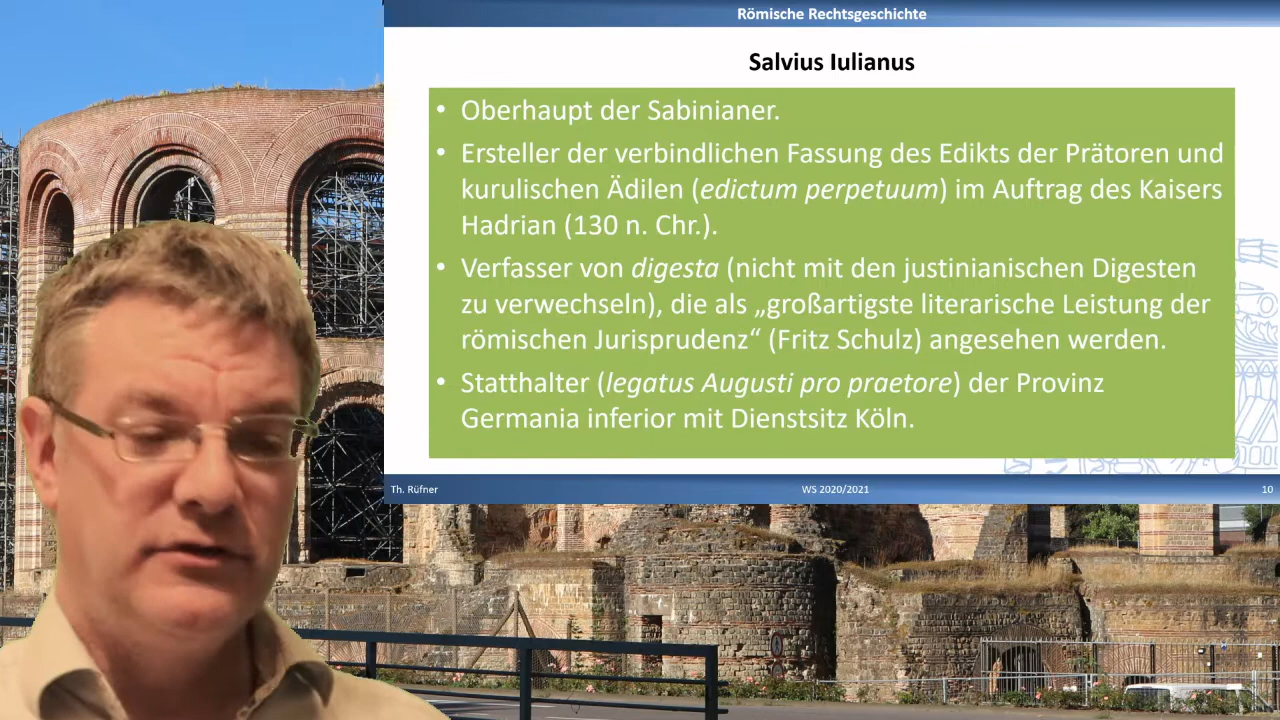 Römische Rechtsgeschichte
Salvius Iulianus
• Oberhaupt der Sabinianer.
• Ersteller der verbindlichen Fassung des Edikts der Prätoren und
kurulischen Ädilen (edictum perpetuum) im Auftrag des Kaisers
Hadrian (130 n. Chr.).
• Verfasser von digesta (nicht mit den justinianischen Digesten
zu verwechseln), die als „großartigste literarische Leistung der
römischen Jurisprudenz“ (Fritz Schulz) angesehen werden.
• Statthalter (legatus Augusti pro praetore) der Provinz
Germania inferior mit Dienstsitz Köln.
Th. Rüfner
WS 2020/2021
10